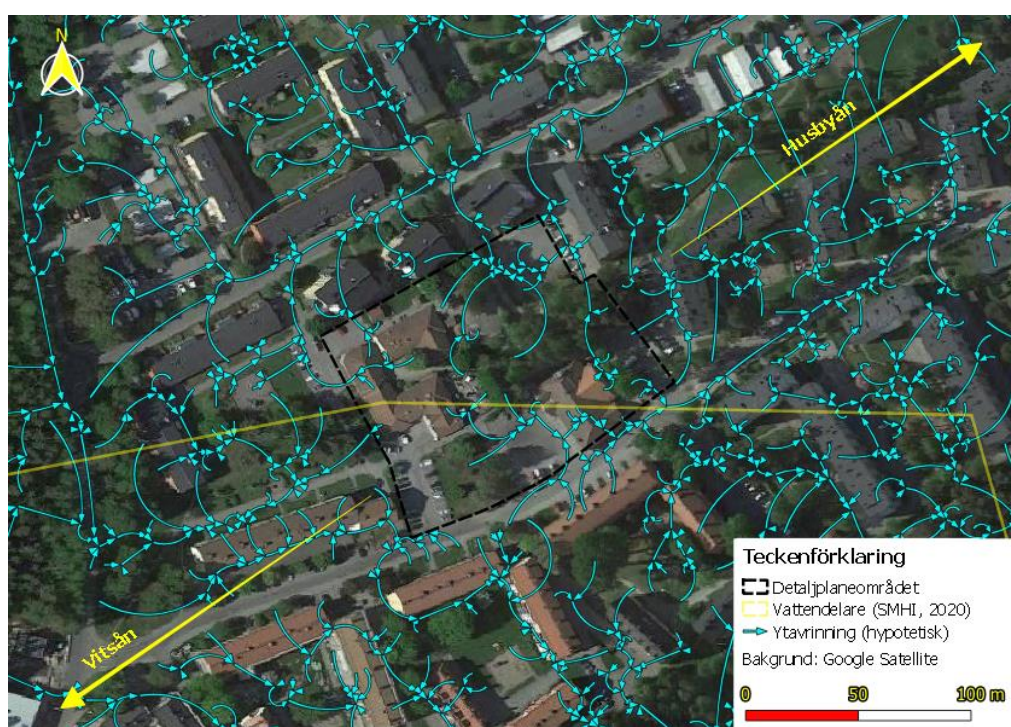 N
Husbyån
Vitsån
Teckenförklaring
Detaljplaneområdet
Vattendelare (SMHI, 2020)
Ytavrinning (hypotetisk)
Bakgrund: Google Satellite
0 50 100 m